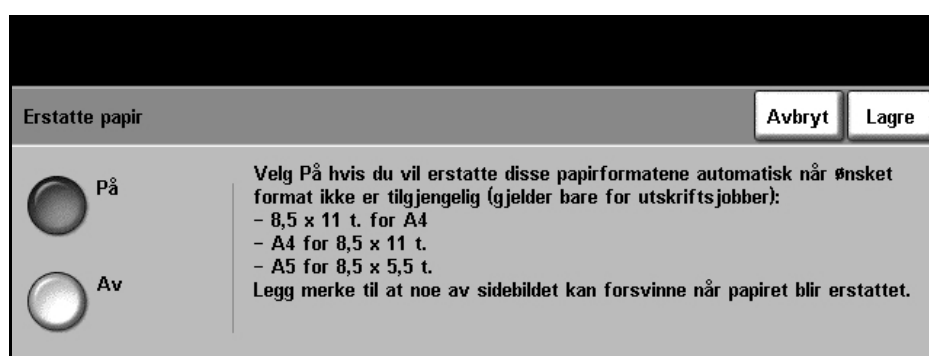 Erstatte papir
Avbryt
Lagre
På
Av
Velg På hvis du vil erstatte disse papirformatene automatisk når ønsket
format ikke er tilgjengelig (gjelder bare for utskriftsjobber):
- 8,5 x 11 t. for A4
- A4 for 8,5 x 11 t.
- A5 for 8,5 x 5,5 t.
Legg merke til at noe av sidebildet kan forsvinne når papiret blir erstattet.